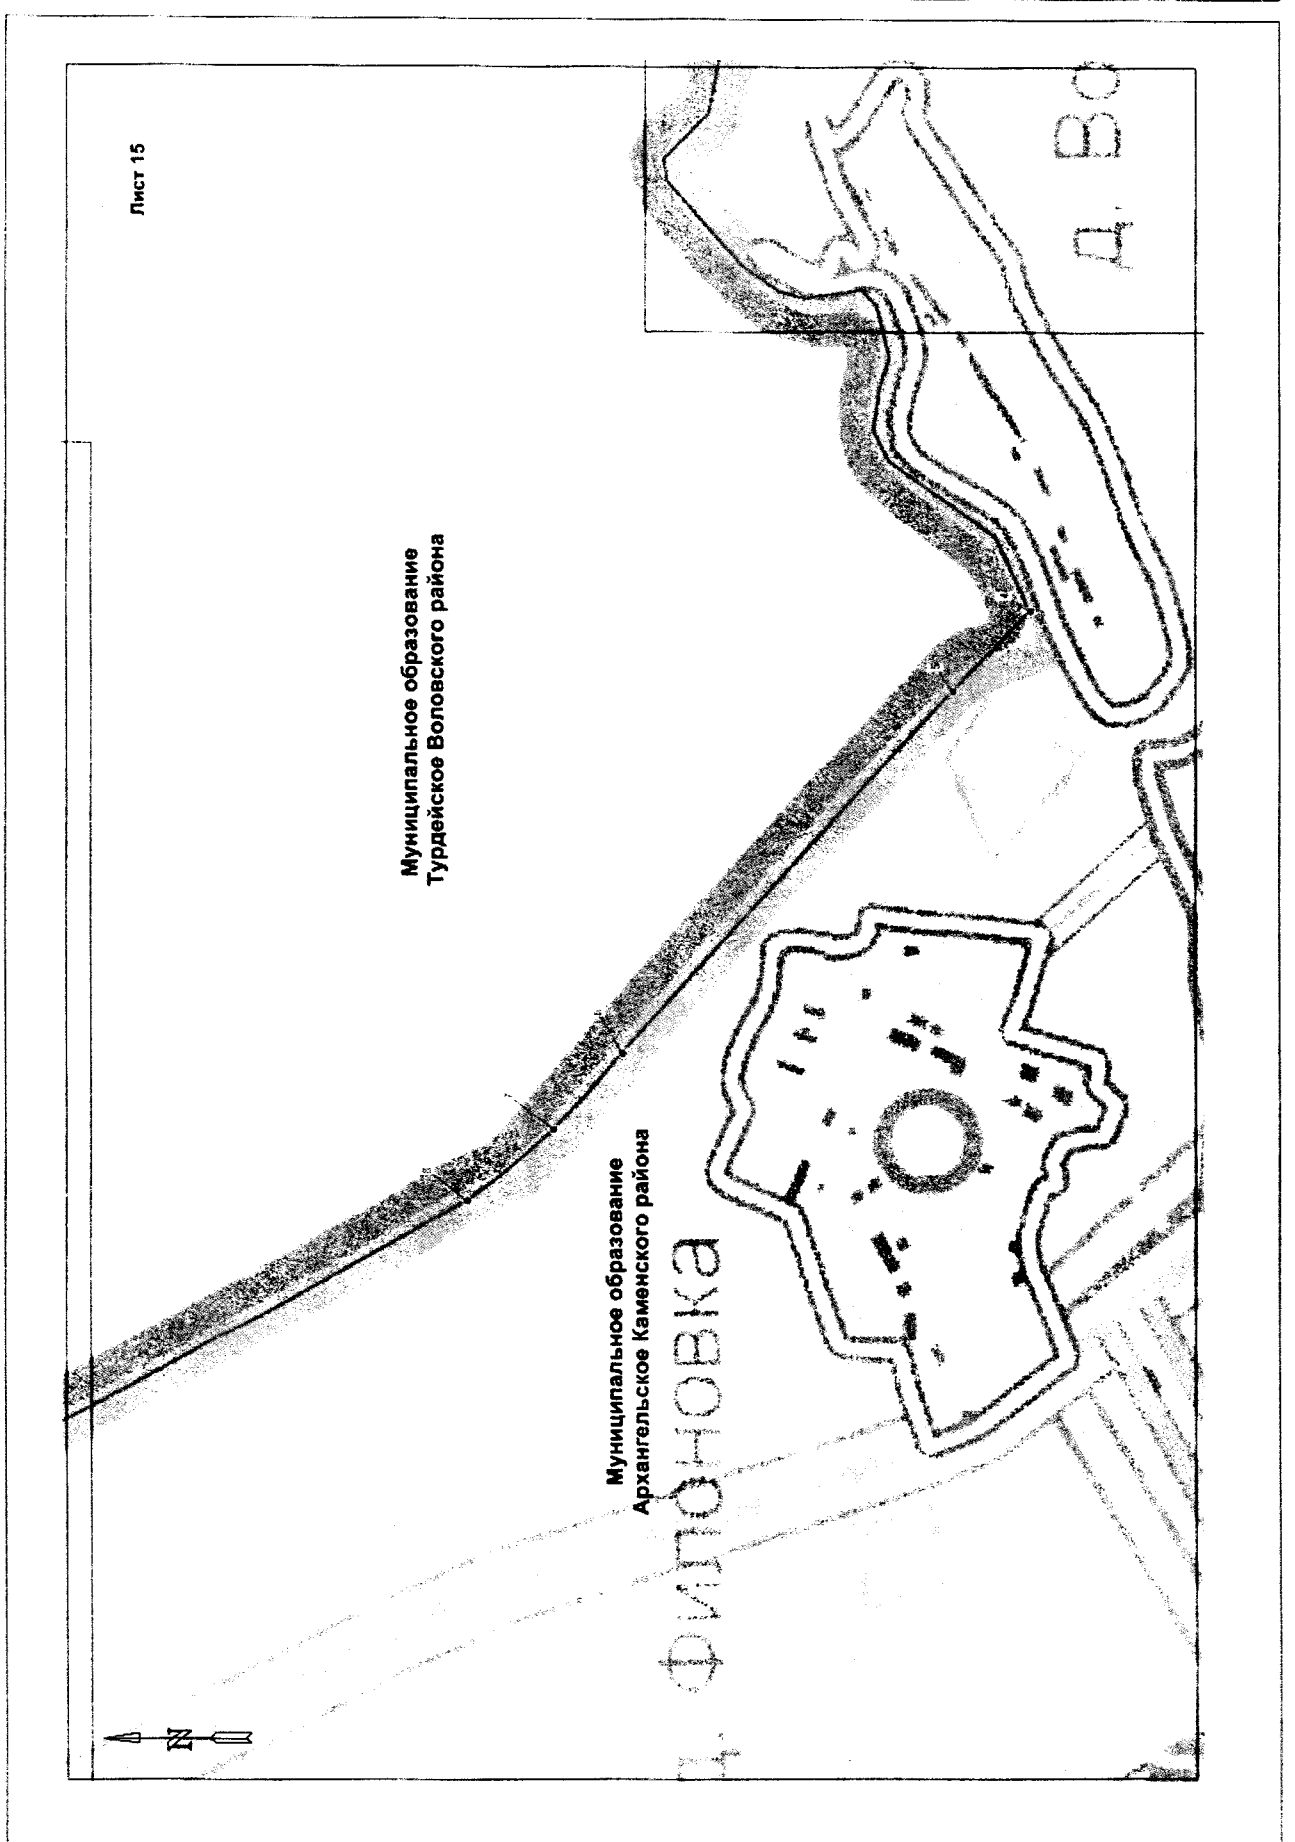 Лист 15
Муниципальное образование
Турдейское Воловского района
Муниципальное образование
Архангельское Каменского района
д. Филоновка
д. Во
N